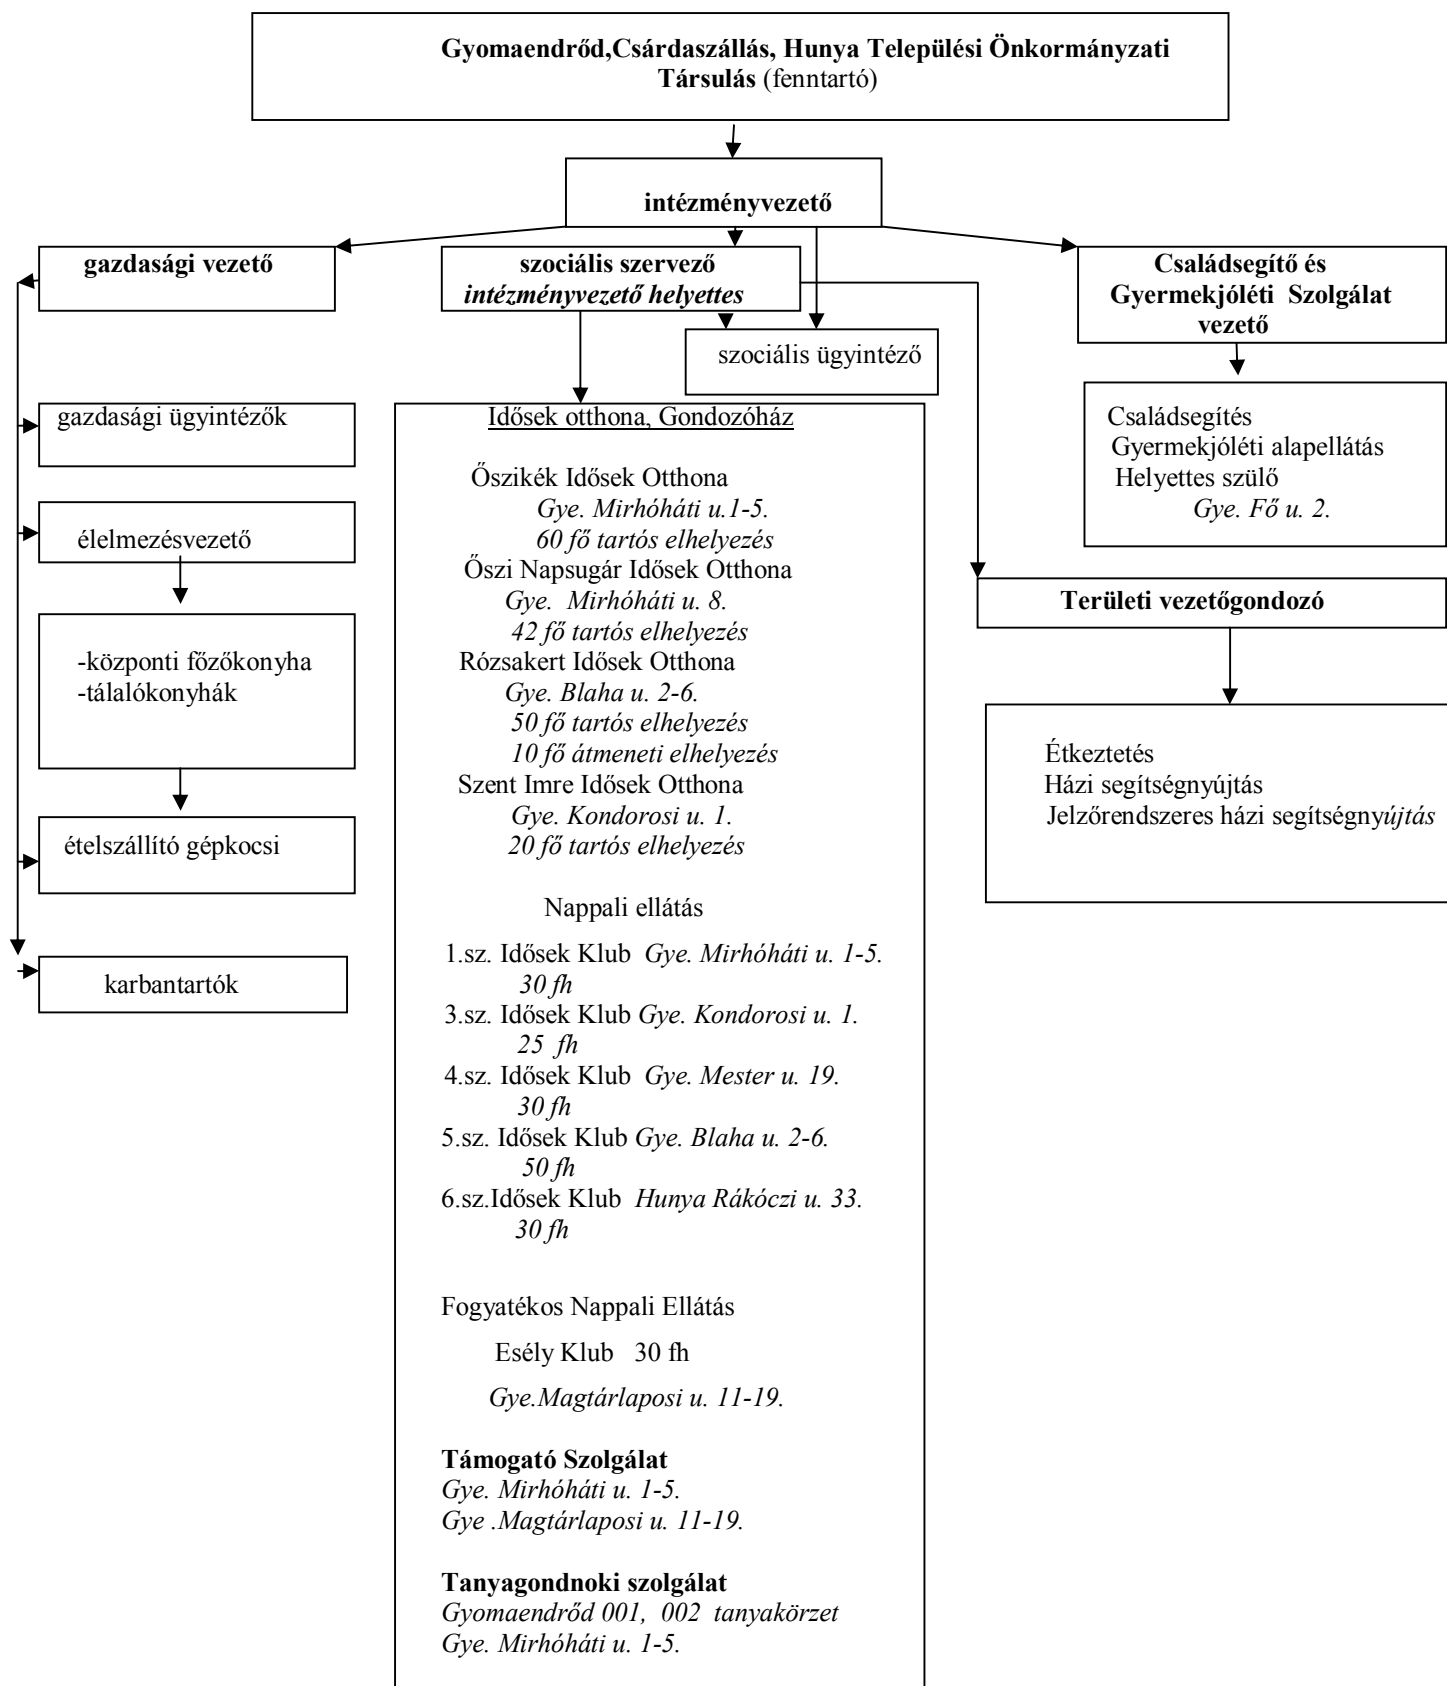 Gyomaendrőd,Csárdaszállás, Hunya Települési Önkormányzati
Társulás (fenntartó)
intézményvezető
gazdasági vezető
szociális szervező
intézményvezető helyettes
Családsegítő és
Gyermekjóléti Szolgálat
vezető
szociális ügyintéző
gazdasági ügyintézők
élelmezésvezető
-központi főzőkonyha
-tálalókonyhák
ételszállító gépkocsi
karbantartók
Idősek otthona, Gondozóház
Őszikék Idősek Otthona
Gye. Mirhóháti u.1-5.
60 fő tartós elhelyezés
Őszi Napsugár Idősek Otthona
Gye. Mirhóháti u. 8.
42 fő tartós elhelyezés
Rózsakert Idősek Otthona
Gye. Blaha u. 2-6.
50 fő tartós elhelyezés
10 fő átmeneti elhelyezés
Szent Imre Idősek Otthona
Gye. Kondorosi u. 1.
20 fő tartós elhelyezés
Nappali ellátás
1.sz. Idősek Klub Gye. Mirhóháti u. 1-5.
30 fh
3.sz. Idősek Klub Gye. Kondorosi u. 1.
25 fh
4.sz. Idősek Klub Gye. Mester u. 19.
30 fh
5.sz. Idősek Klub Gye. Blaha u. 2-6.
50 fh
6.sz.Idősek Klub Hunya Rákóczi u. 33.
30 fh
Fogyatékos Nappali Ellátás
Esély Klub 30 fh
Gye.Magtárlaposi u. 11-19.
Támogató Szolgálat
Gye. Mirhóháti u. 1-5.
Gye .Magtárlaposi u. 11-19.
Tanyagondnoki szolgálat
Gyomaendrőd 001, 002 tanyakörzet
Gye. Mirhóháti u. 1-5.
Családsegítés
Gyermekjóléti alapellátás
Helyettes szülő
Gye. Fő u. 2.
Területi vezetőgondozó
Étkeztetés
Házi segítségnyújtás
Jelzőrendszeres házi segítségnyújtás